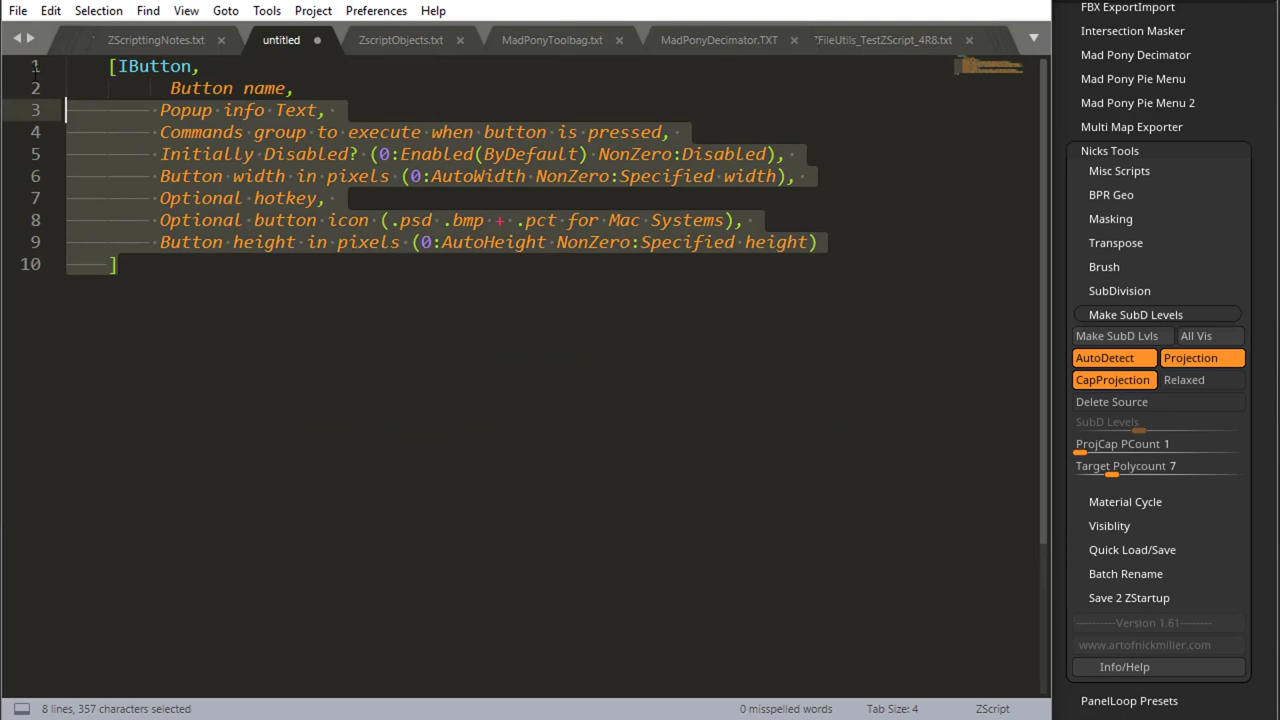 File Edit Selection Find View Goto Tools Project Preferences Help
ZScripttingNotes.txt untitled ZscriptObjects.txt MadPonyToolbag.txt MadPonyDecimator.TXT FileUtils_TestZScript_4R8.txt
1 [IButton,
2 Button name,
3 Popup info Text,
4 Commands group to execute when button is pressed,
5 Initially Disabled? (0:Enabled(ByDefault) NonZero:Disabled),
6 Button width in pixels (0:AutoWidth NonZero:Specified width),
7 Optional hotkey,
8 Optional button icon (.psd .bmp + .pct for Mac Systems),
9 Button height in pixels (0:AutoHeight NonZero:Specified height)
10 ]
8 lines, 357 characters selected 0 misspelled words Tab Size: 4 ZScript
FBX ExportImport
Intersection Masker
Mad Pony Decimator
Mad Pony Pie Menu
Mad Pony Pie Menu 2
Multi Map Exporter
Nicks Tools
Misc Scripts
BPR Geo
Masking
Transpose
Brush
SubDivision
Make SubD Levels
Make SubD Lvls All Vis
AutoDetect Projection
CapProjection Relaxed
Delete Source
SubD Levels
ProjCap PCount 1
Target Polycount 7
Material Cycle
Visiblity
Quick Load/Save
Batch Rename
Save 2 ZStartup
----------Version 1.61--------
www.artofnickmiller.com
Info/Help
PanelLoop Presets